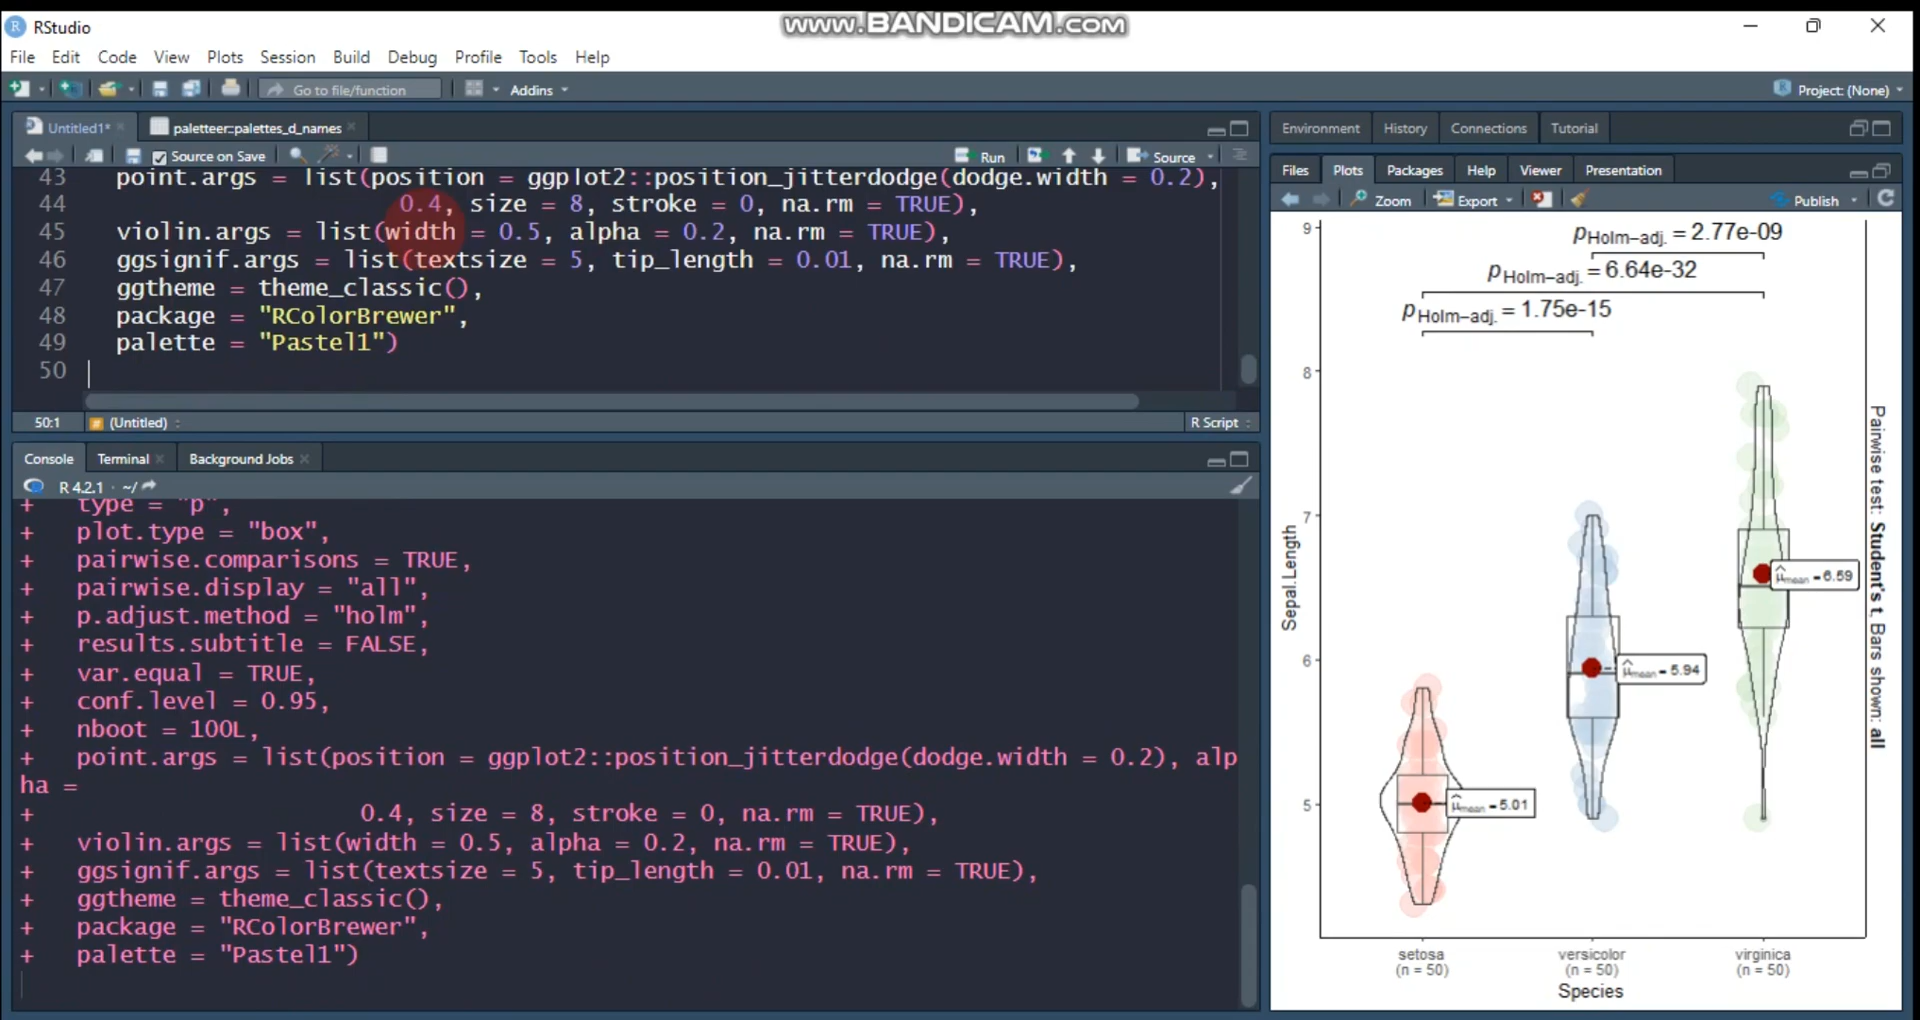 RStudio
www.BANDICAM.com
File Edit Code View Plots Session Build Debug Profile Tools Help
Go to file/function
Addins
Project: (None)
Untitled1*
paletteer::palettes_d_names
Source on Save
Run
Source
43 point.args = list(position = ggplot2::position_jitterdodge(dodge.width = 0.2),
44 0.4, size = 8, stroke = 0, na.rm = TRUE),
45 violin.args = list(width = 0.5, alpha = 0.2, na.rm = TRUE),
46 ggsignif.args = list(textsize = 5, tip_length = 0.01, na.rm = TRUE),
47 ggtheme = theme_classic(),
48 package = "RColorBrewer",
49 palette = "Pastel1")
50
50:1 (Untitled) R Script
Console Terminal Background Jobs
R 4.2.1 · ~/
+ type = "p",
+ plot.type = "box",
+ pairwise.comparisons = TRUE,
+ pairwise.display = "all",
+ p.adjust.method = "holm",
+ results.subtitle = FALSE,
+ var.equal = TRUE,
+ conf.level = 0.95,
+ nboot = 100L,
+ point.args = list(position = ggplot2::position_jitterdodge(dodge.width = 0.2), alp
ha =
+ 0.4, size = 8, stroke = 0, na.rm = TRUE),
+ violin.args = list(width = 0.5, alpha = 0.2, na.rm = TRUE),
+ ggsignif.args = list(textsize = 5, tip_length = 0.01, na.rm = TRUE),
+ ggtheme = theme_classic(),
+ package = "RColorBrewer",
+ palette = "Pastel1")
Environment History Connections Tutorial
Files Plots Packages Help Viewer Presentation
Zoom Export Publish
pHolm–adj. = 2.77e-09
pHolm–adj. = 6.64e-32
pHolm–adj. = 1.75e-15
9
8
7
6
5
Sepal.Length
μ̂mean = 6.59
μ̂mean = 5.94
μ̂mean = 5.01
Pairwise test: Student's t. Bars shown: all
setosa
(n = 50)
versicolor
(n = 50)
virginica
(n = 50)
Species